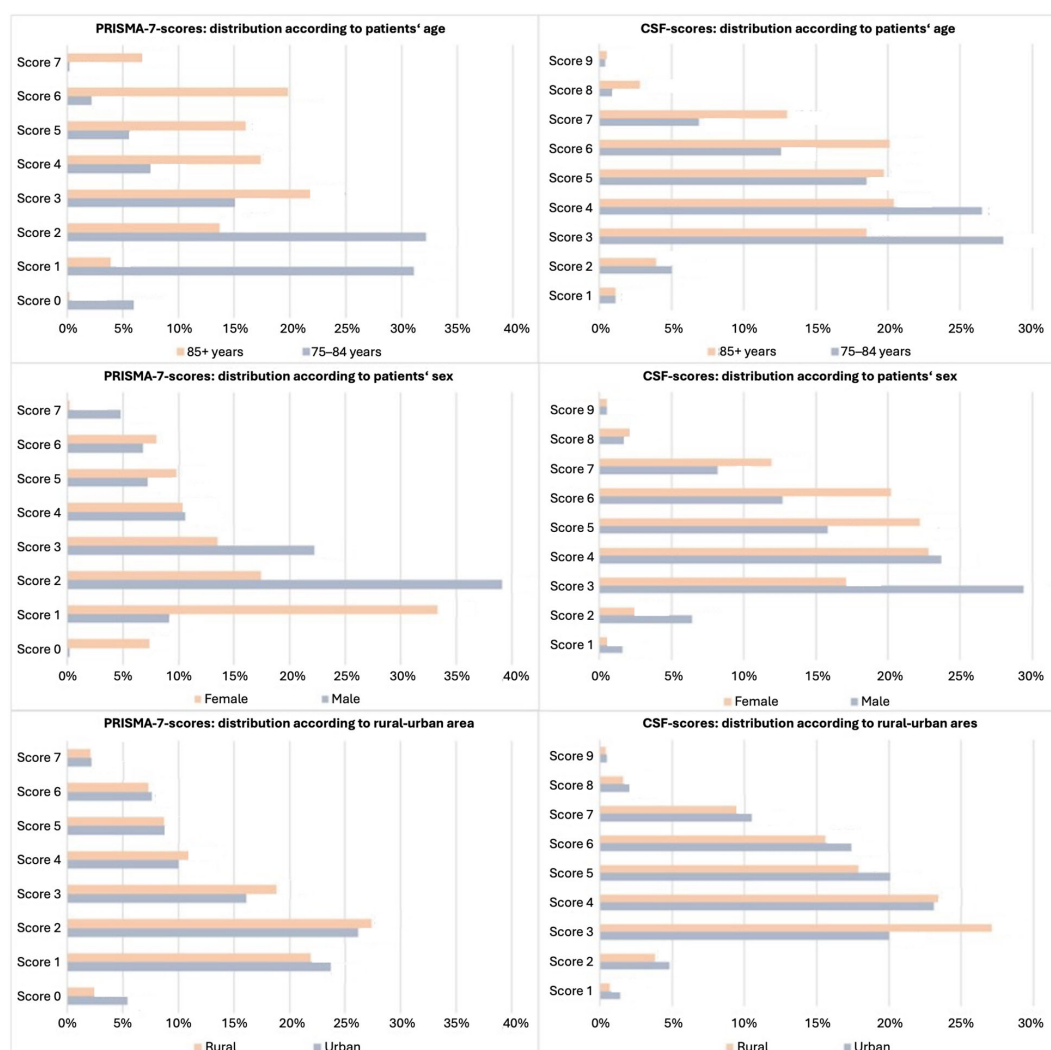 PRISMA-7-scores: distribution according to patients‘ age
Score 7
Score 6
Score 5
Score 4
Score 3
Score 2
Score 1
Score 0
0% 5% 10% 15% 20% 25% 30% 35% 40%
85+ years 75–84 years
CSF-scores: distribution according to patients‘ age
Score 9
Score 8
Score 7
Score 6
Score 5
Score 4
Score 3
Score 2
Score 1
0% 5% 10% 15% 20% 25% 30%
85+ years 75–84 years
PRISMA-7-scores: distribution according to patients‘ sex
Score 7
Score 6
Score 5
Score 4
Score 3
Score 2
Score 1
Score 0
0% 5% 10% 15% 20% 25% 30% 35% 40%
Female Male
CSF-scores: distribution according to patients‘ sex
Score 9
Score 8
Score 7
Score 6
Score 5
Score 4
Score 3
Score 2
Score 1
0% 5% 10% 15% 20% 25% 30%
Female Male
PRISMA-7-scores: distribution according to rural-urban area
Score 7
Score 6
Score 5
Score 4
Score 3
Score 2
Score 1
Score 0
0% 5% 10% 15% 20% 25% 30% 35% 40%
Rural Urban
CSF-scores: distribution according to rural-urban ares
Score 9
Score 8
Score 7
Score 6
Score 5
Score 4
Score 3
Score 2
Score 1
0% 5% 10% 15% 20% 25% 30%
Rural Urban